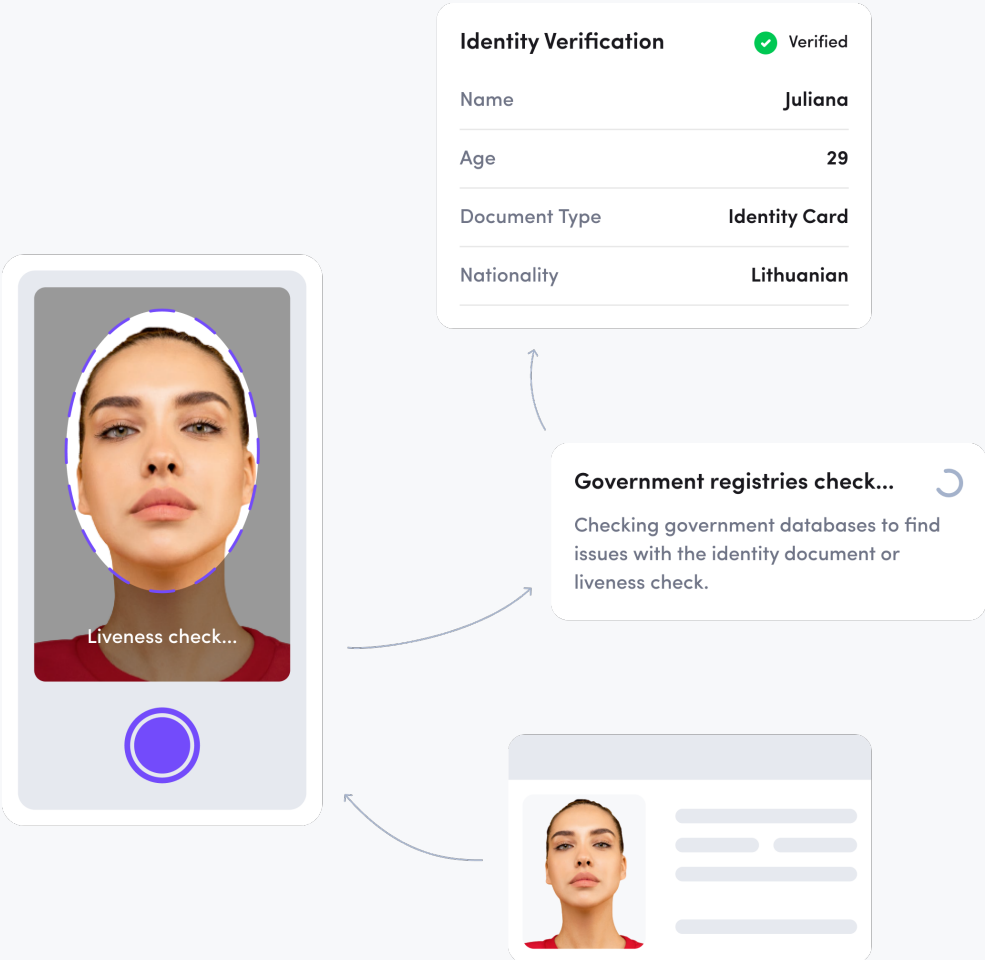 Identity Verification
Verified
Name
Juliana
Age
29
Document Type
Identity Card
Nationality
Lithuanian
Government registries check...
Checking government databases to find
issues with the identity document or
liveness check.
Liveness check...